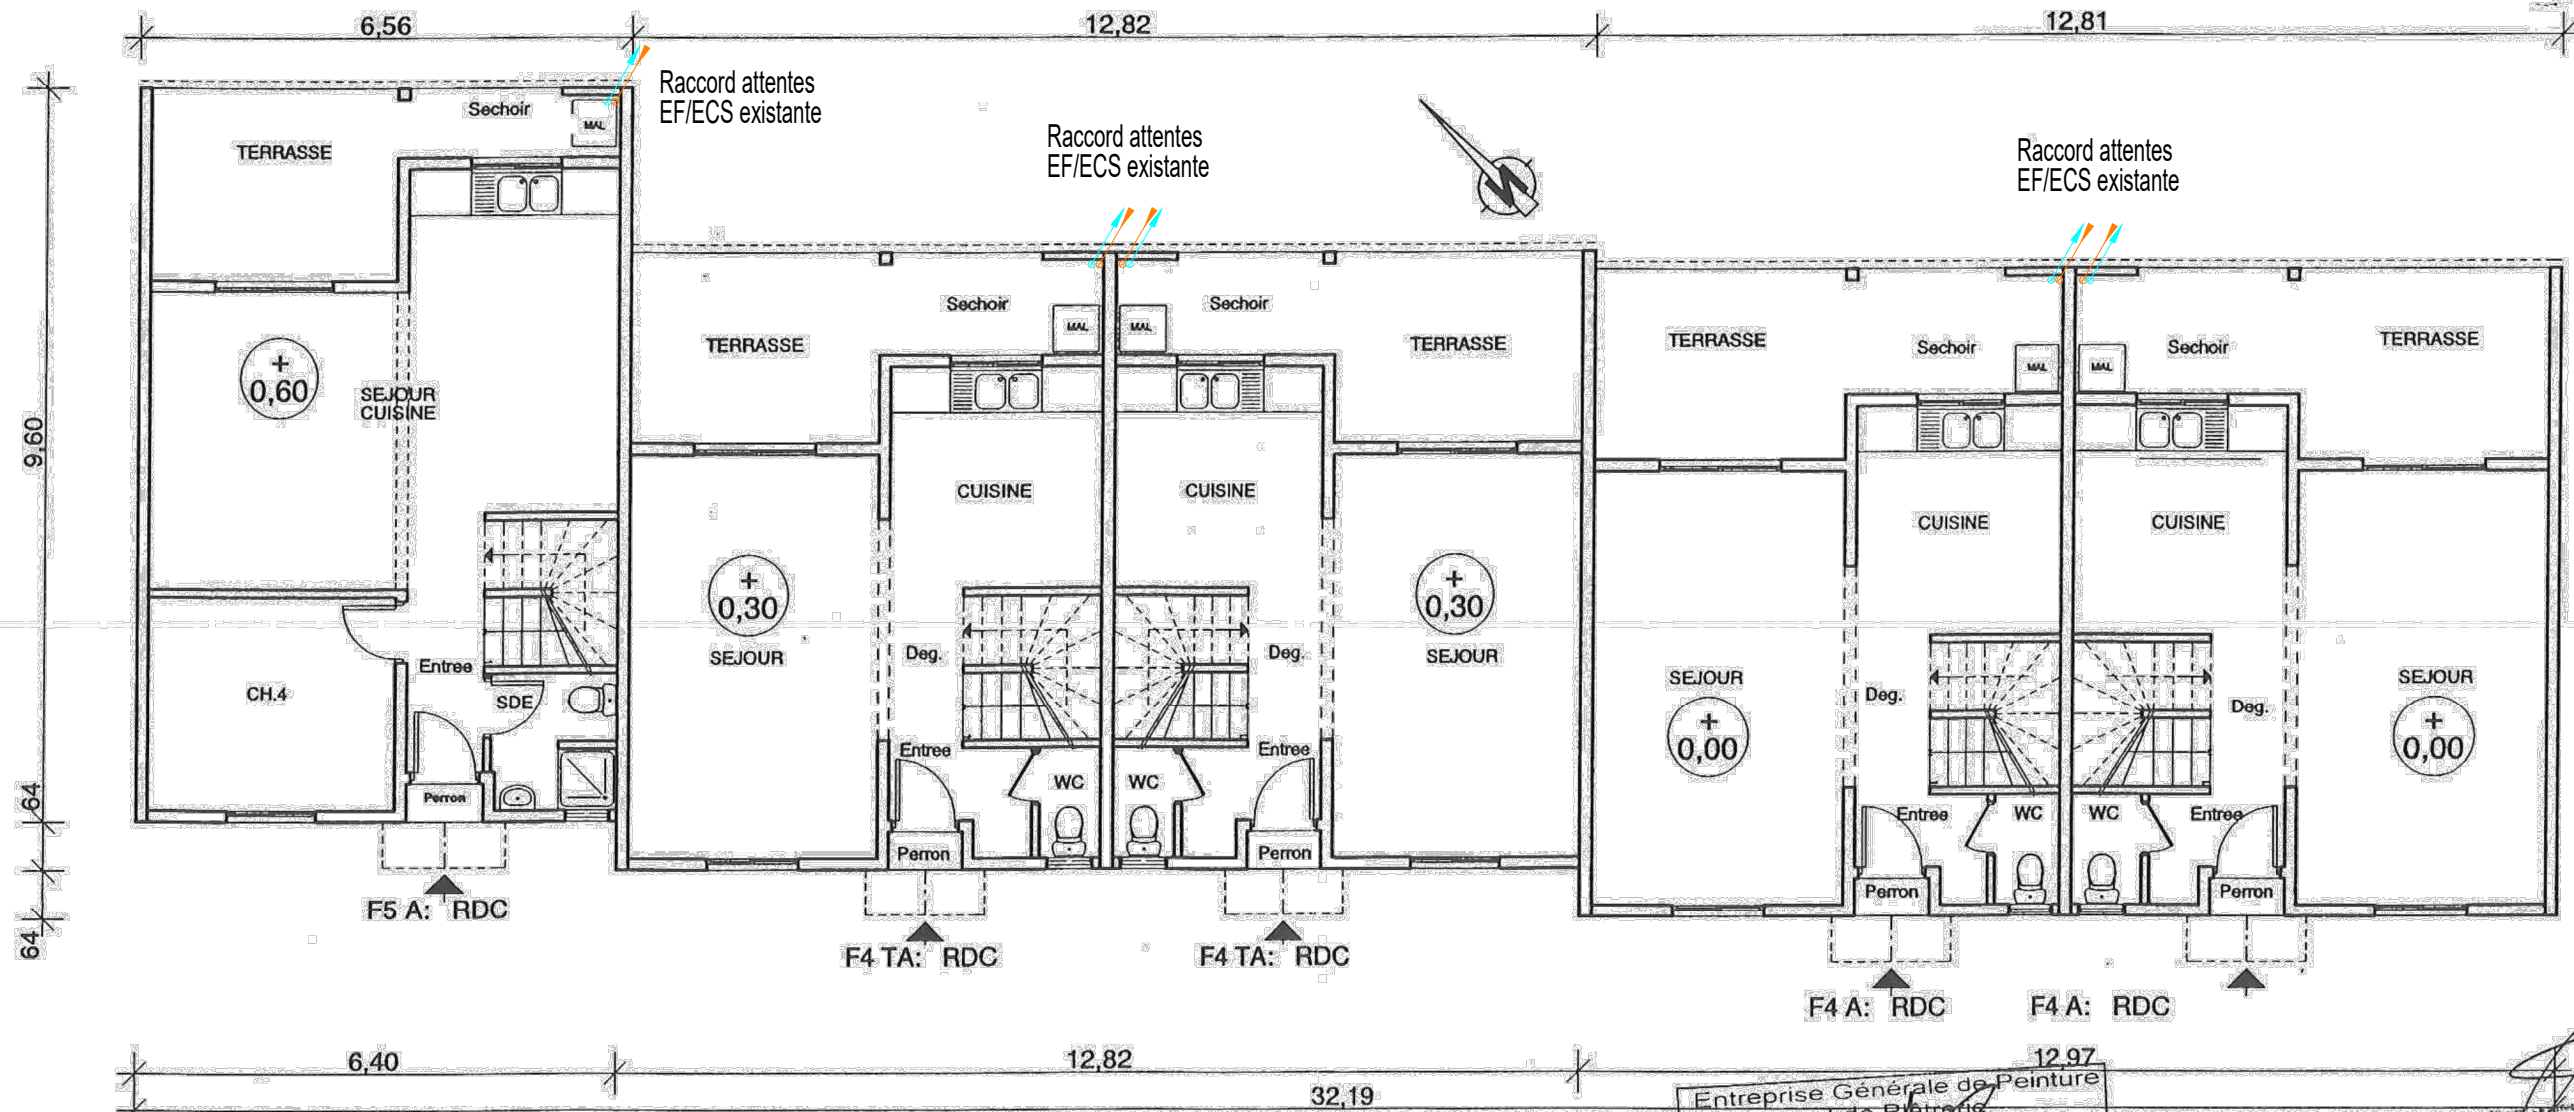 6,56
12,82
12,81
Raccord attentes
EF/ECS existante
Raccord attentes
EF/ECS existante
Raccord attentes
EF/ECS existante
Sechoir
MAL
TERRASSE
N
Sechoir
Sechoir
MAL
MAL
TERRASSE
TERRASSE
TERRASSE
TERRASSE
Sechoir
Sechoir
MAL
MAL
+
0,60
SEJOUR
CUISINE
9,60
CUISINE
CUISINE
CUISINE
CUISINE
+
0,30
+
0,30
SEJOUR
Deg.
Deg.
SEJOUR
Entree
CH.4
SDE
SEJOUR
Deg.
Deg.
SEJOUR
+
0,00
+
0,00
Entree
Entree
WC
WC
Perron
64
Entree
WC
WC
Entree
Perron
Perron
Perron
Perron
F5 A: RDC
64
F4 TA: RDC
F4 TA: RDC
F4 A: RDC
F4 A: RDC
6,40
12,82
12,97
32,19
Entreprise Générale de Peinture